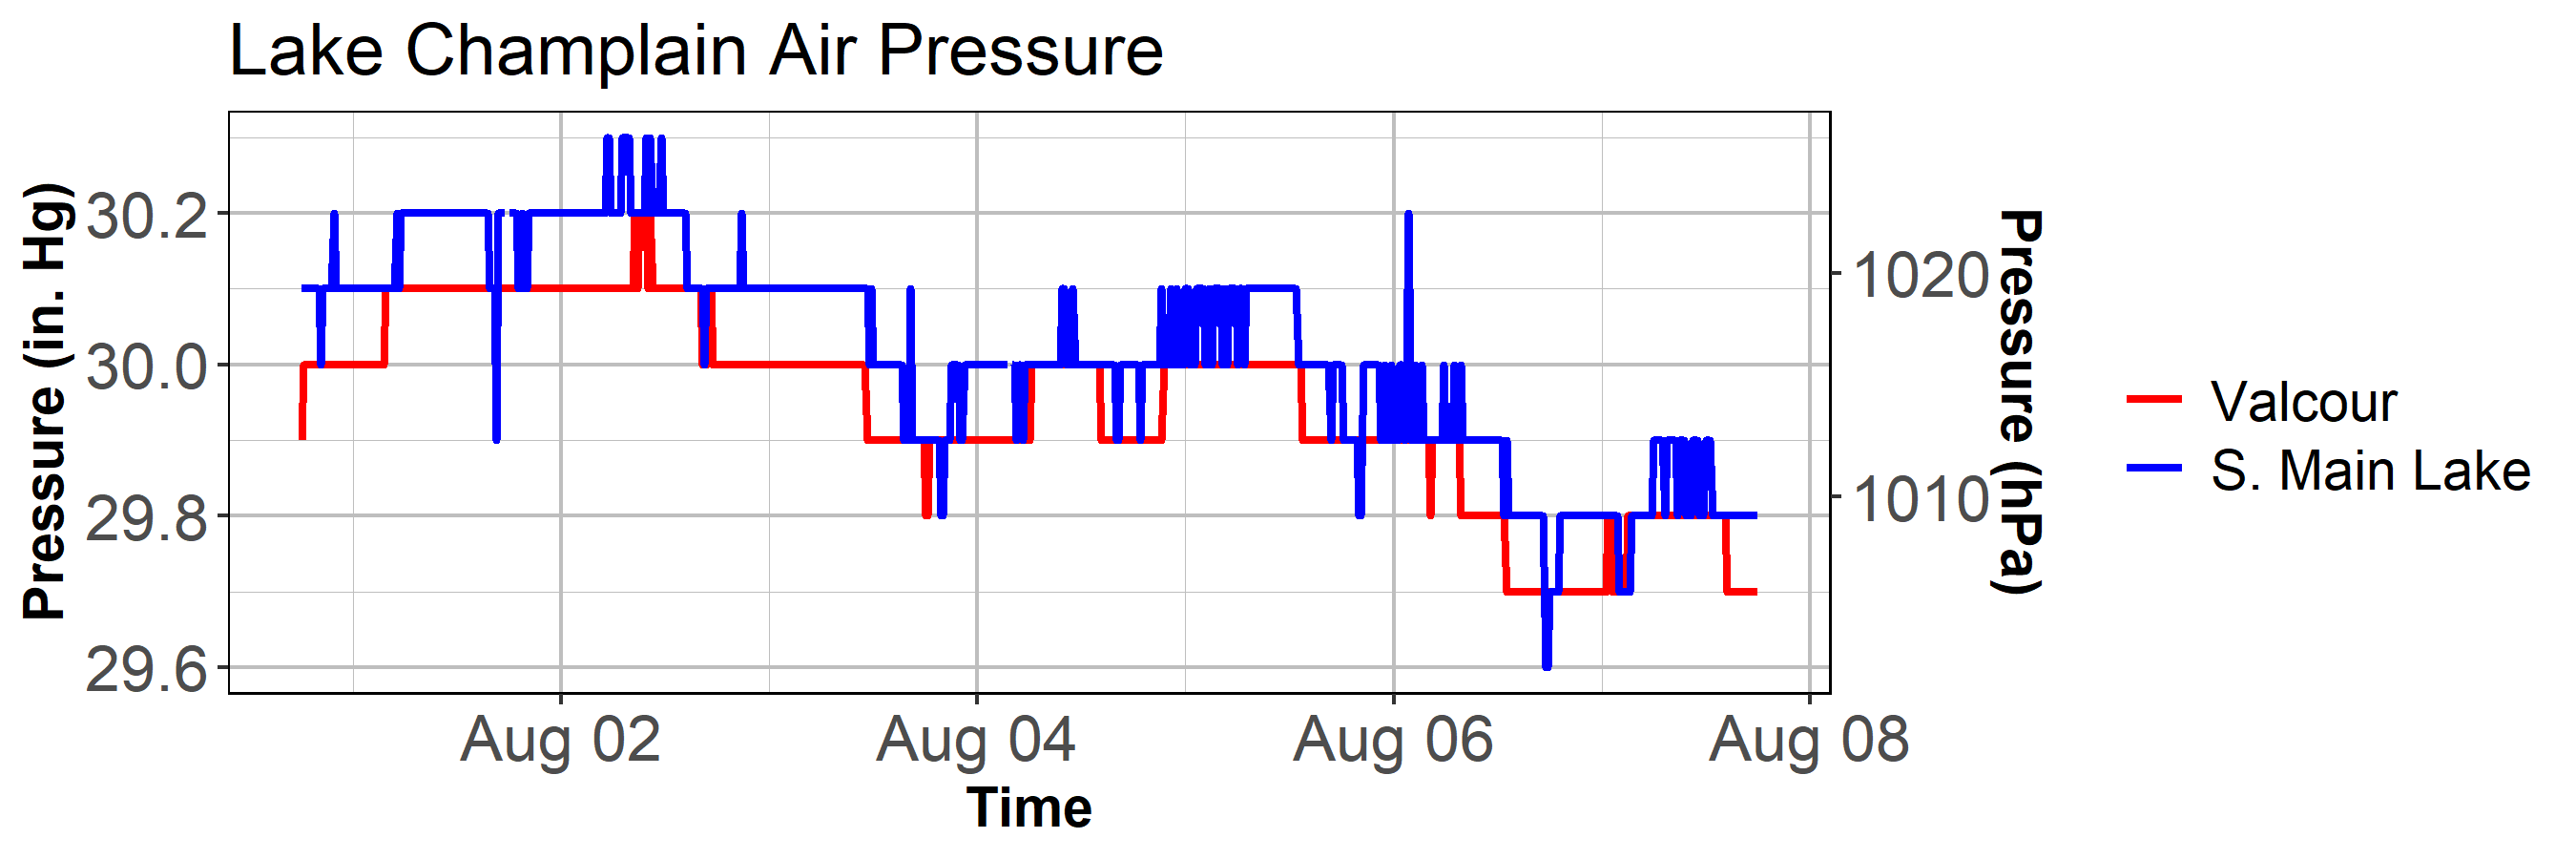 Lake Champlain Air Pressure
Pressure (in. Hg)
30.2
30.0
29.8
29.6
1020
1010
Pressure (hPa)
Aug 02
Aug 04
Aug 06
Aug 08
Time
Valcour
S. Main Lake